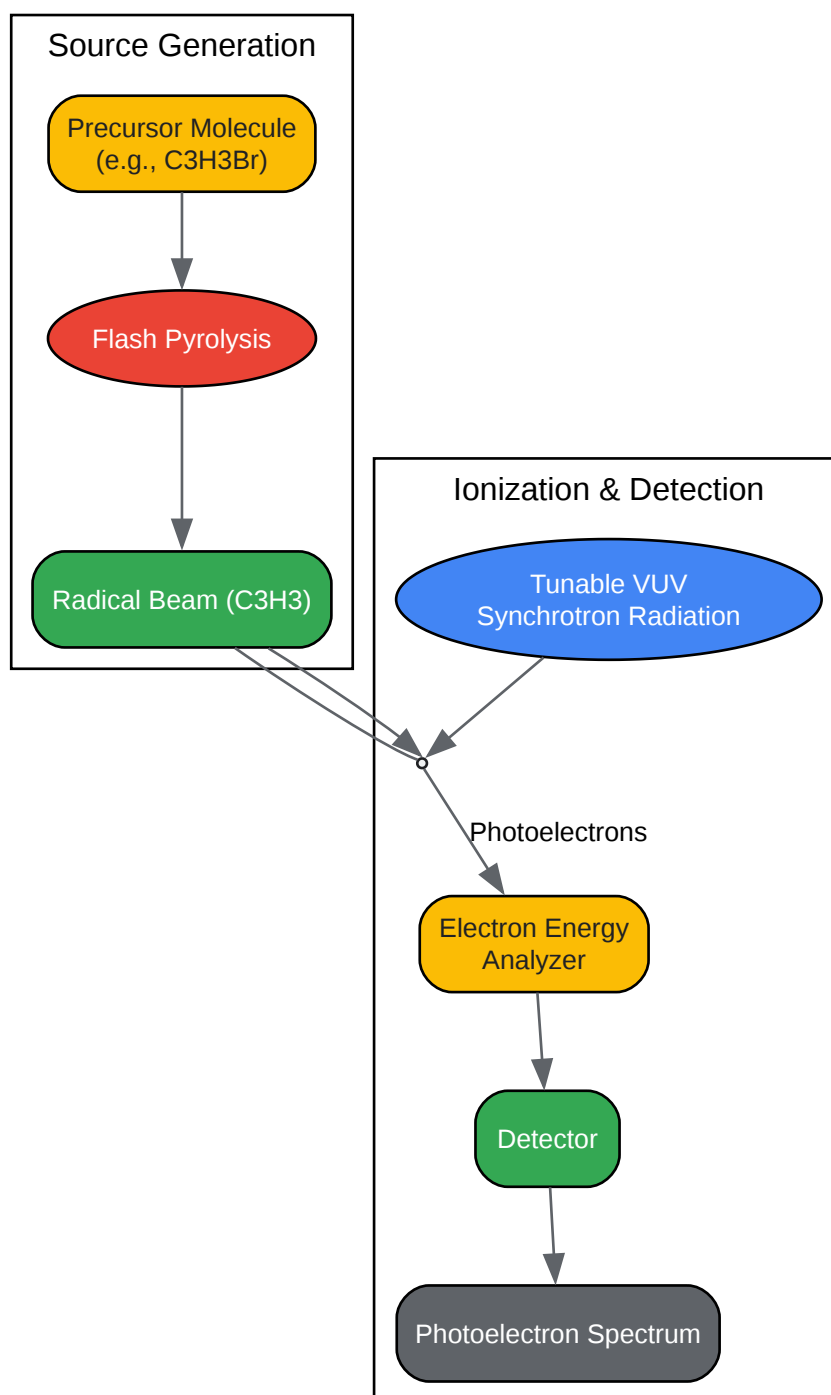 Source Generation
Precursor Molecule
(e.g., C3H3Br)
Flash Pyrolysis
Radical Beam (C3H3)
Ionization & Detection
Tunable VUV
Synchrotron Radiation
Photoelectrons
Electron Energy
Analyzer
Detector
Photoelectron Spectrum